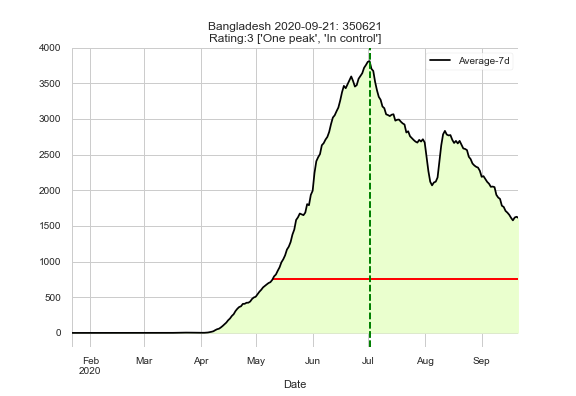 Bangladesh 2020-09-21: 350621
Rating:3 ['One peak', 'In control']
Average-7d
4000
3500
3000
2500
2000
1500
1000
500
0
Feb Mar Apr May Jun Jul Aug Sep
2020
Date